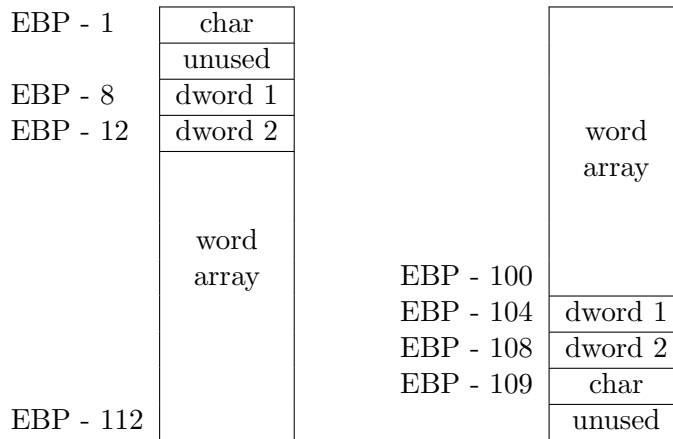 EBP - 1 char
unused
EBP - 8 dword 1
EBP - 12 dword 2
word
array
EBP - 112
word
array
EBP - 100
EBP - 104 dword 1
EBP - 108 dword 2
EBP - 109 char
unused